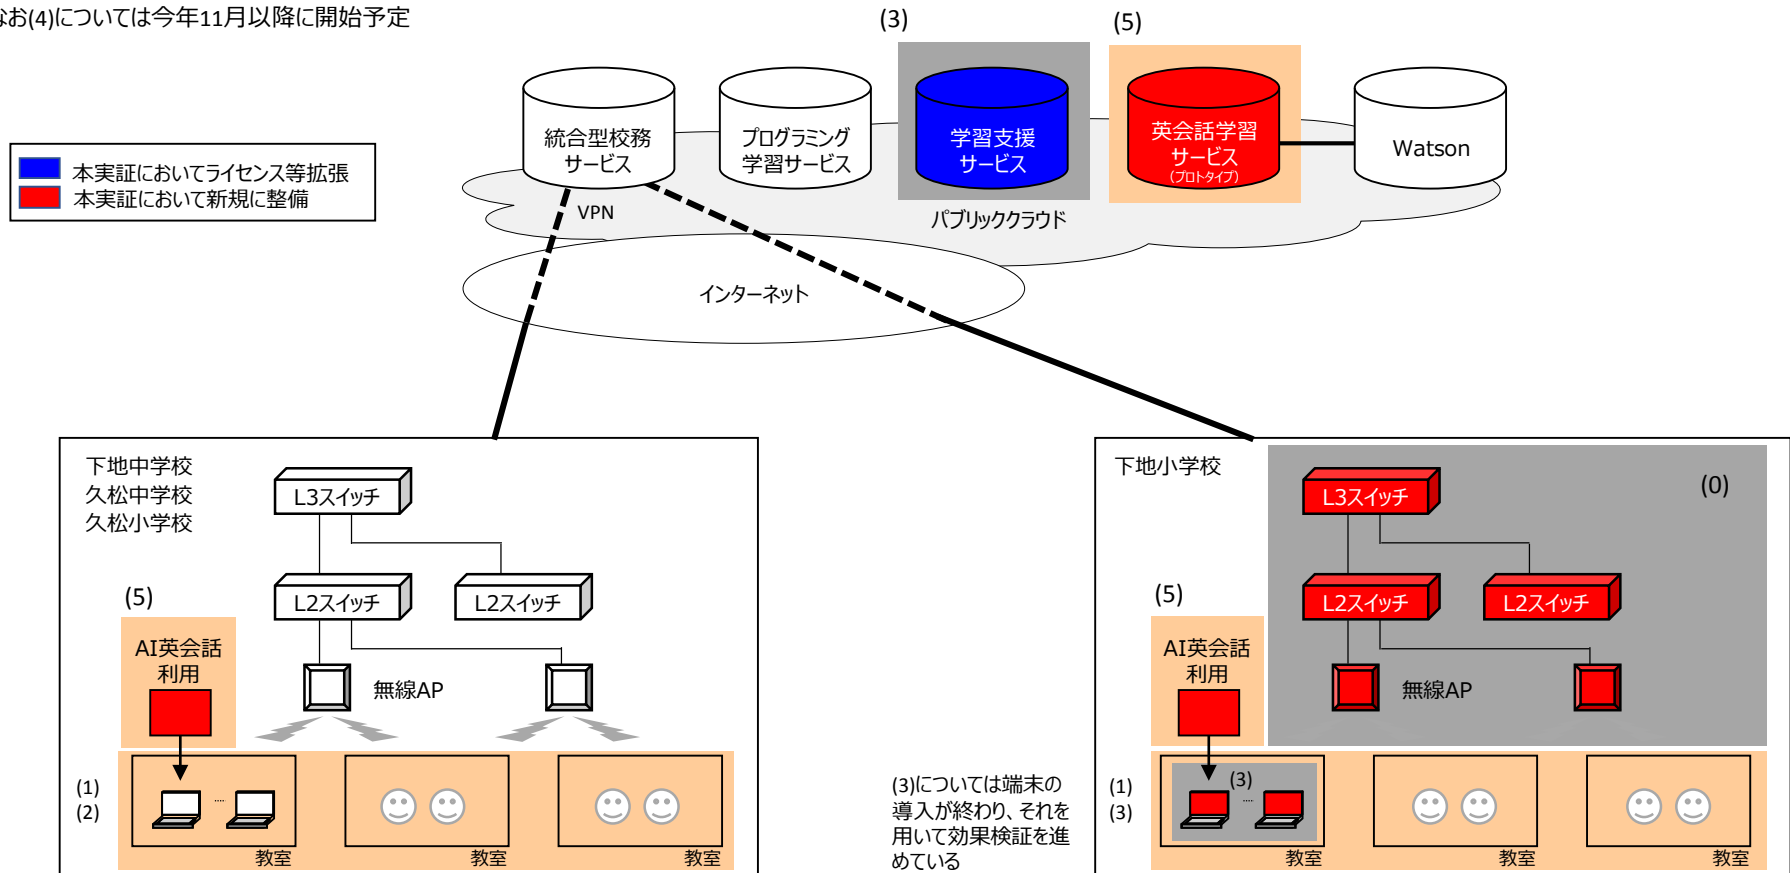 なお(4)については今年11月以降に開始予定
(3)
(5)
統合型校務
サービス
プログラミング
学習サービス
学習支援
サービス
英会話学習
サービス
(プロトタイプ)
Watson
本実証においてライセンス等拡張
本実証において新規に整備
VPN
パブリッククラウド
インターネット
下地中学校
久松中学校
久松小学校
L3スイッチ
L2スイッチ
L2スイッチ
(5)
AI英会話
利用
無線AP
(1)
(2)
....
教室
教室
教室
(3)については端末の
導入が終わり、それを
用いて効果検証を進
めている
下地小学校
(0)
L3スイッチ
L2スイッチ
L2スイッチ
(5)
AI英会話
利用
無線AP
(1)
(3)
(3)
....
教室
教室
教室